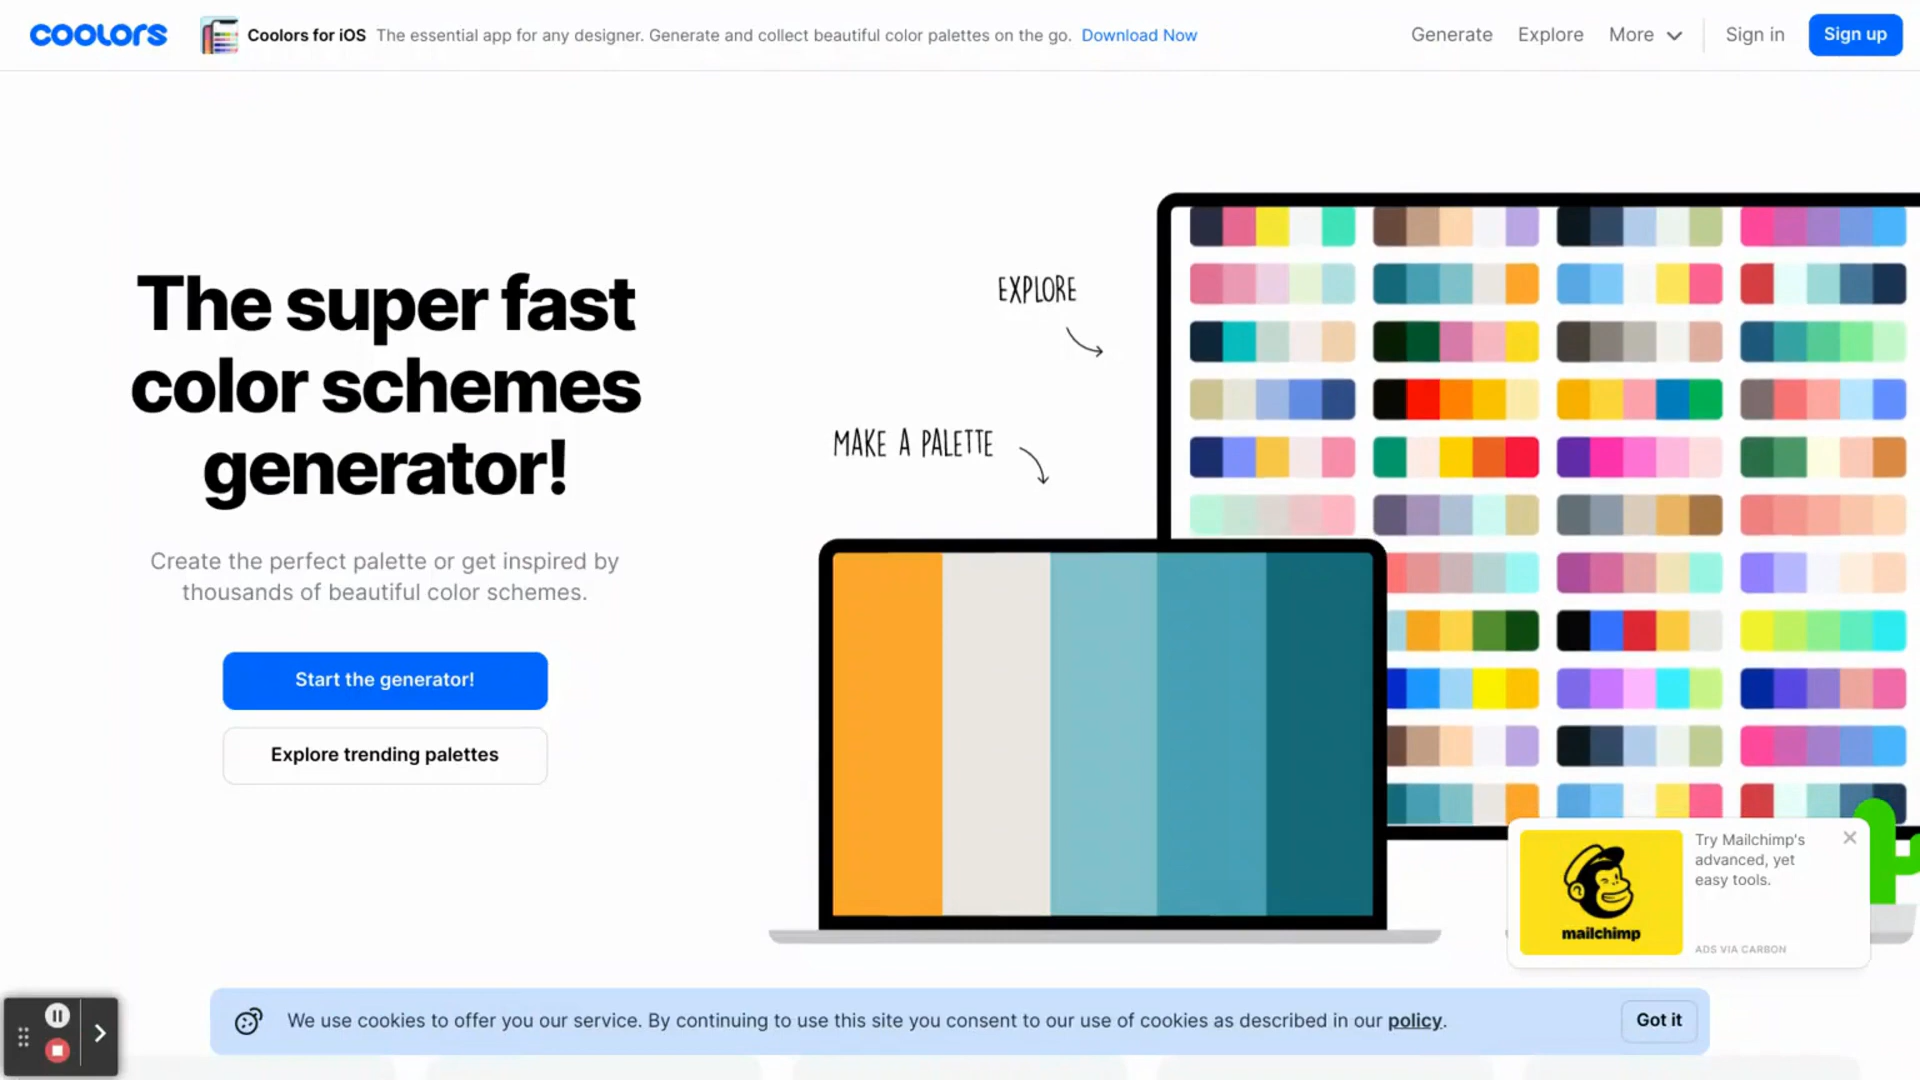 coolors
Coolors for iOS The essential app for any designer. Generate and collect beautiful color palettes on the go. Download Now
Generate Explore More Sign in Sign up
The super fast
color schemes
generator!
Create the perfect palette or get inspired by
thousands of beautiful color schemes.
Start the generator!
Explore trending palettes
EXPLORE
MAKE A PALETTE
mailchimp
Try Mailchimp's
advanced, yet
easy tools.
ADS VIA CARBON
We use cookies to offer you our service. By continuing to use this site you consent to our use of cookies as described in our policy.
Got it